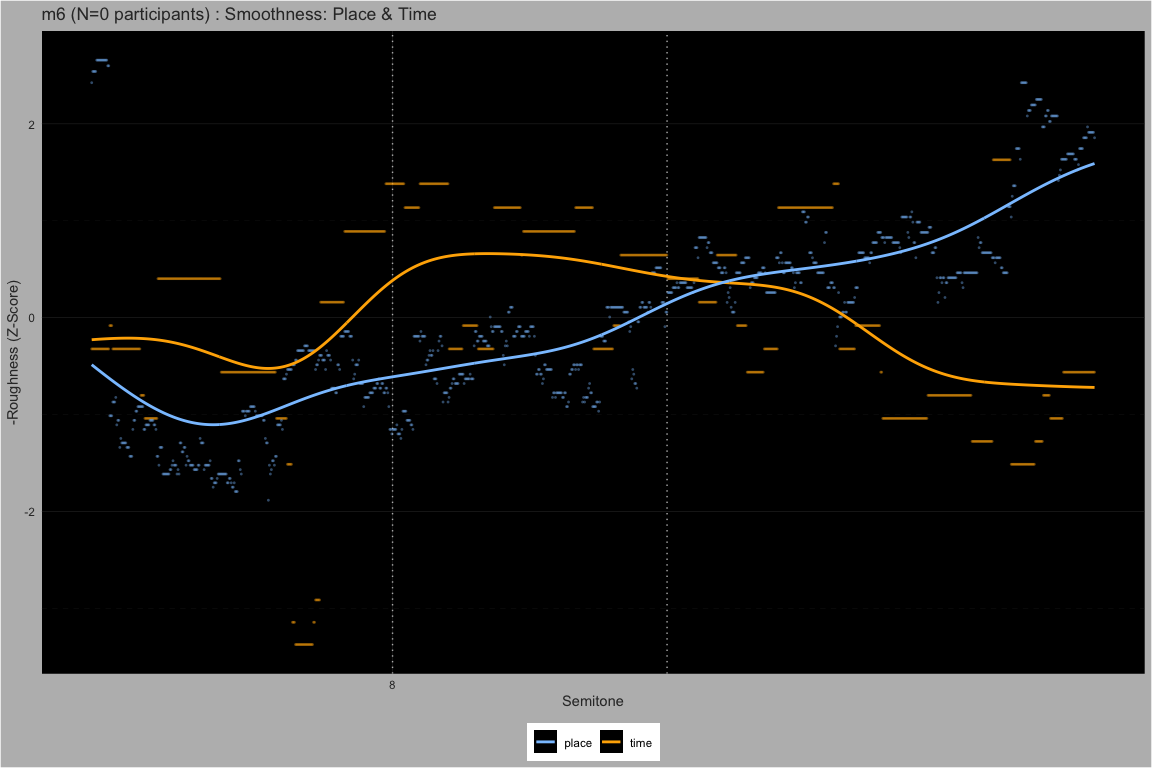 m6 (N=0 participants) : Smoothness: Place & Time
-Roughness (Z-Score)
2
0
-2
8
Semitone
place
time